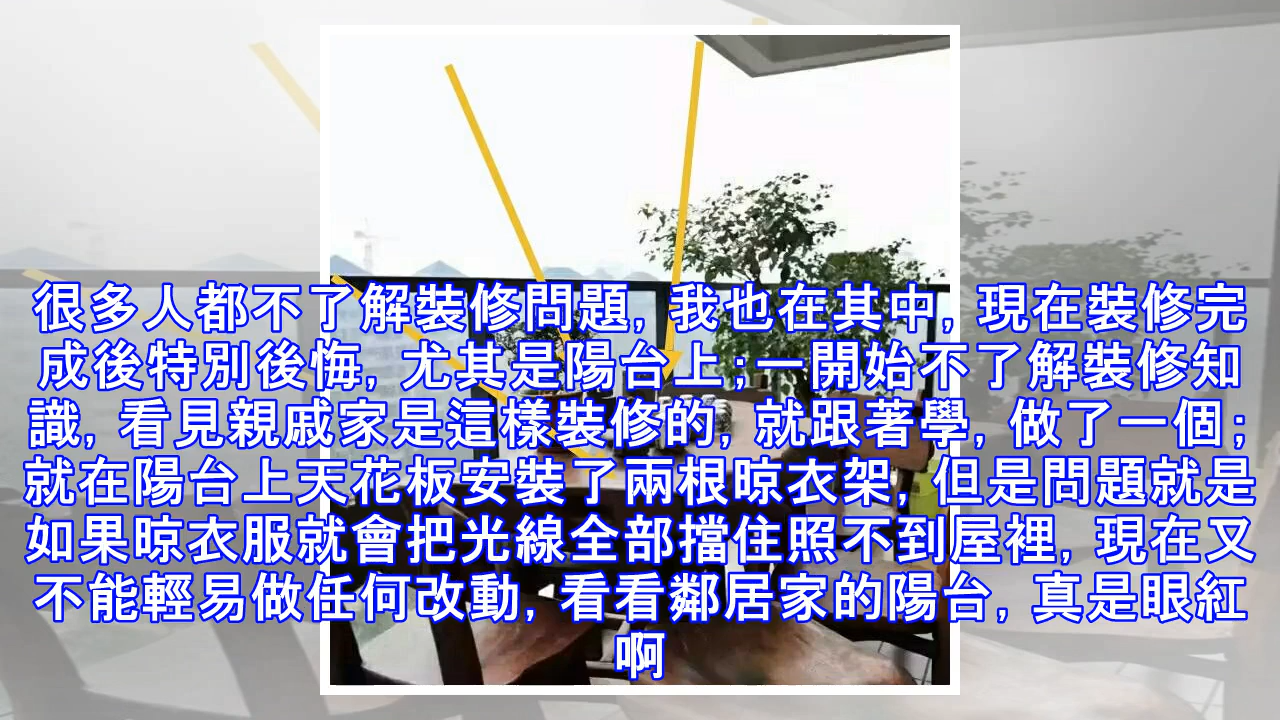 很多人都不了解裝修問題, 我也在其中, 現在裝修完
成後特別後悔, 尤其是陽台上;一開始不了解裝修知
識, 看見親戚家是這樣裝修的, 就跟著學, 做了一個;
就在陽台上天花板安裝了兩根晾衣架, 但是問題就是
如果晾衣服就會把光線全部擋住照不到屋裡, 現在又
不能輕易做任何改動, 看看鄰居家的陽台, 真是眼紅
啊